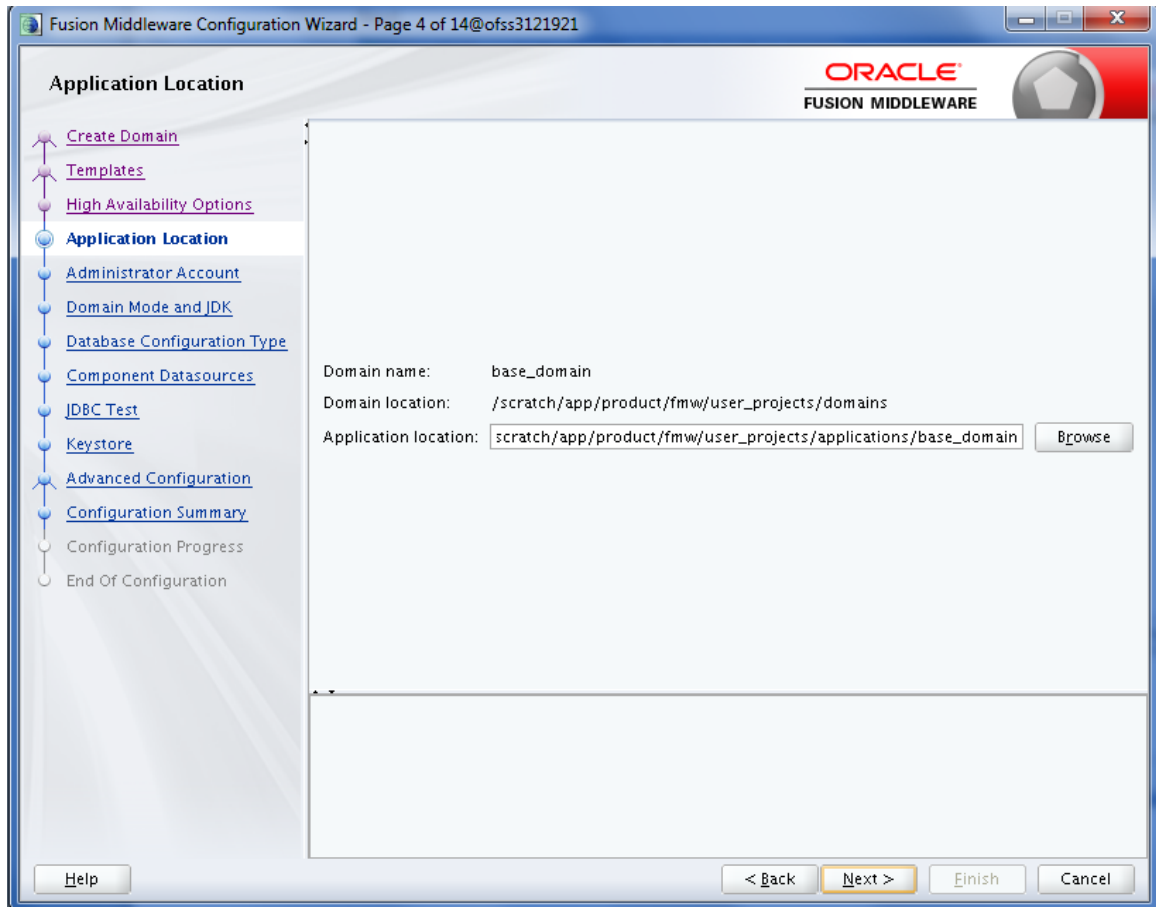 Fusion Middleware Configuration Wizard - Page 4 of 14@ofss3121921
Application Location
ORACLE
FUSION MIDDLEWARE
Create Domain
Templates
High Availability Options
Application Location
Administrator Account
Domain Mode and JDK
Database Configuration Type
Component Datasources
JDBC Test
Keystore
Advanced Configuration
Configuration Summary
Configuration Progress
End Of Configuration
Domain name: base_domain
Domain location: /scratch/app/product/fmw/user_projects/domains
Application location: scratch/app/product/fmw/user_projects/applications/base_domain Browse
Help < Back Next > Finish Cancel